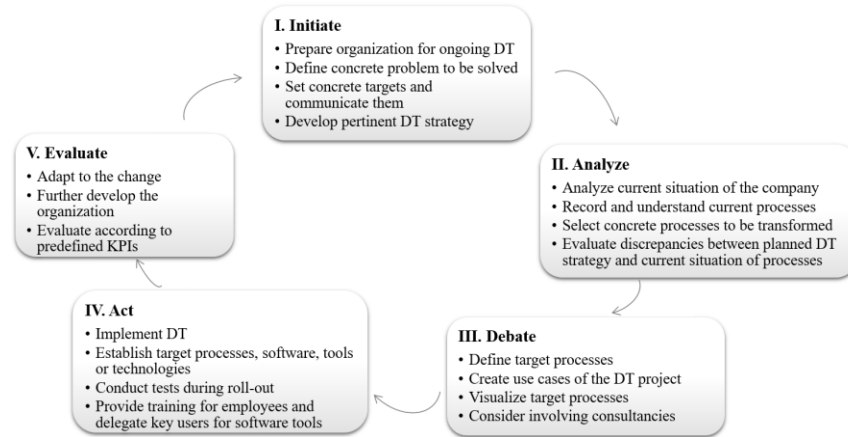 I. Initiate
• Prepare organization for ongoing DT
• Define concrete problem to be solved
• Set concrete targets and
communicate them
• Develop pertinent DT strategy
II. Analyze
• Analyze current situation of the company
• Record and understand current processes
• Select concrete processes to be transformed
• Evaluate discrepancies between planned DT
strategy and current situation of processes
III. Debate
• Define target processes
• Create use cases of the DT project
• Visualize target processes
• Consider involving consultancies
IV. Act
• Implement DT
• Establish target processes, software, tools
or technologies
• Conduct tests during roll-out
• Provide training for employees and
delegate key users for software tools
V. Evaluate
• Adapt to the change
• Further develop the
organization
• Evaluate according to
predefined KPIs